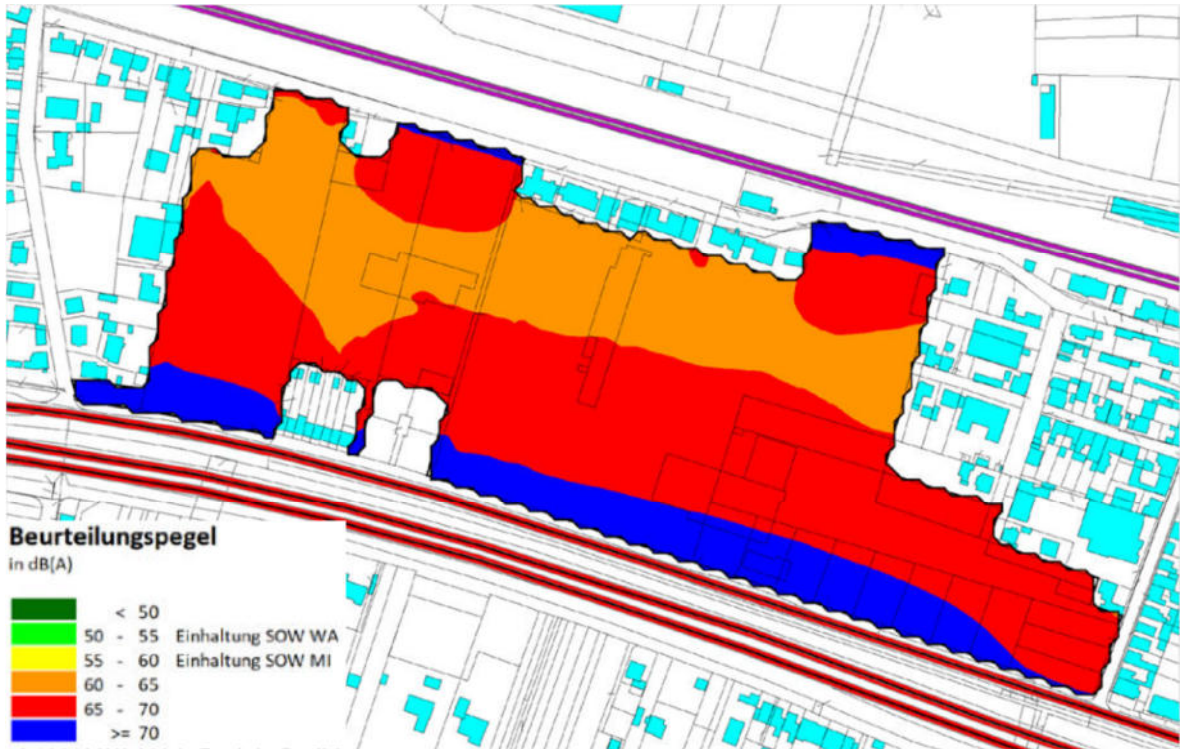 Beurteilungspegel
in dB(A)
< 50
50 - 55 Einhaltung SOW WA
55 - 60 Einhaltung SOW MI
60 - 65
65 - 70
>= 70